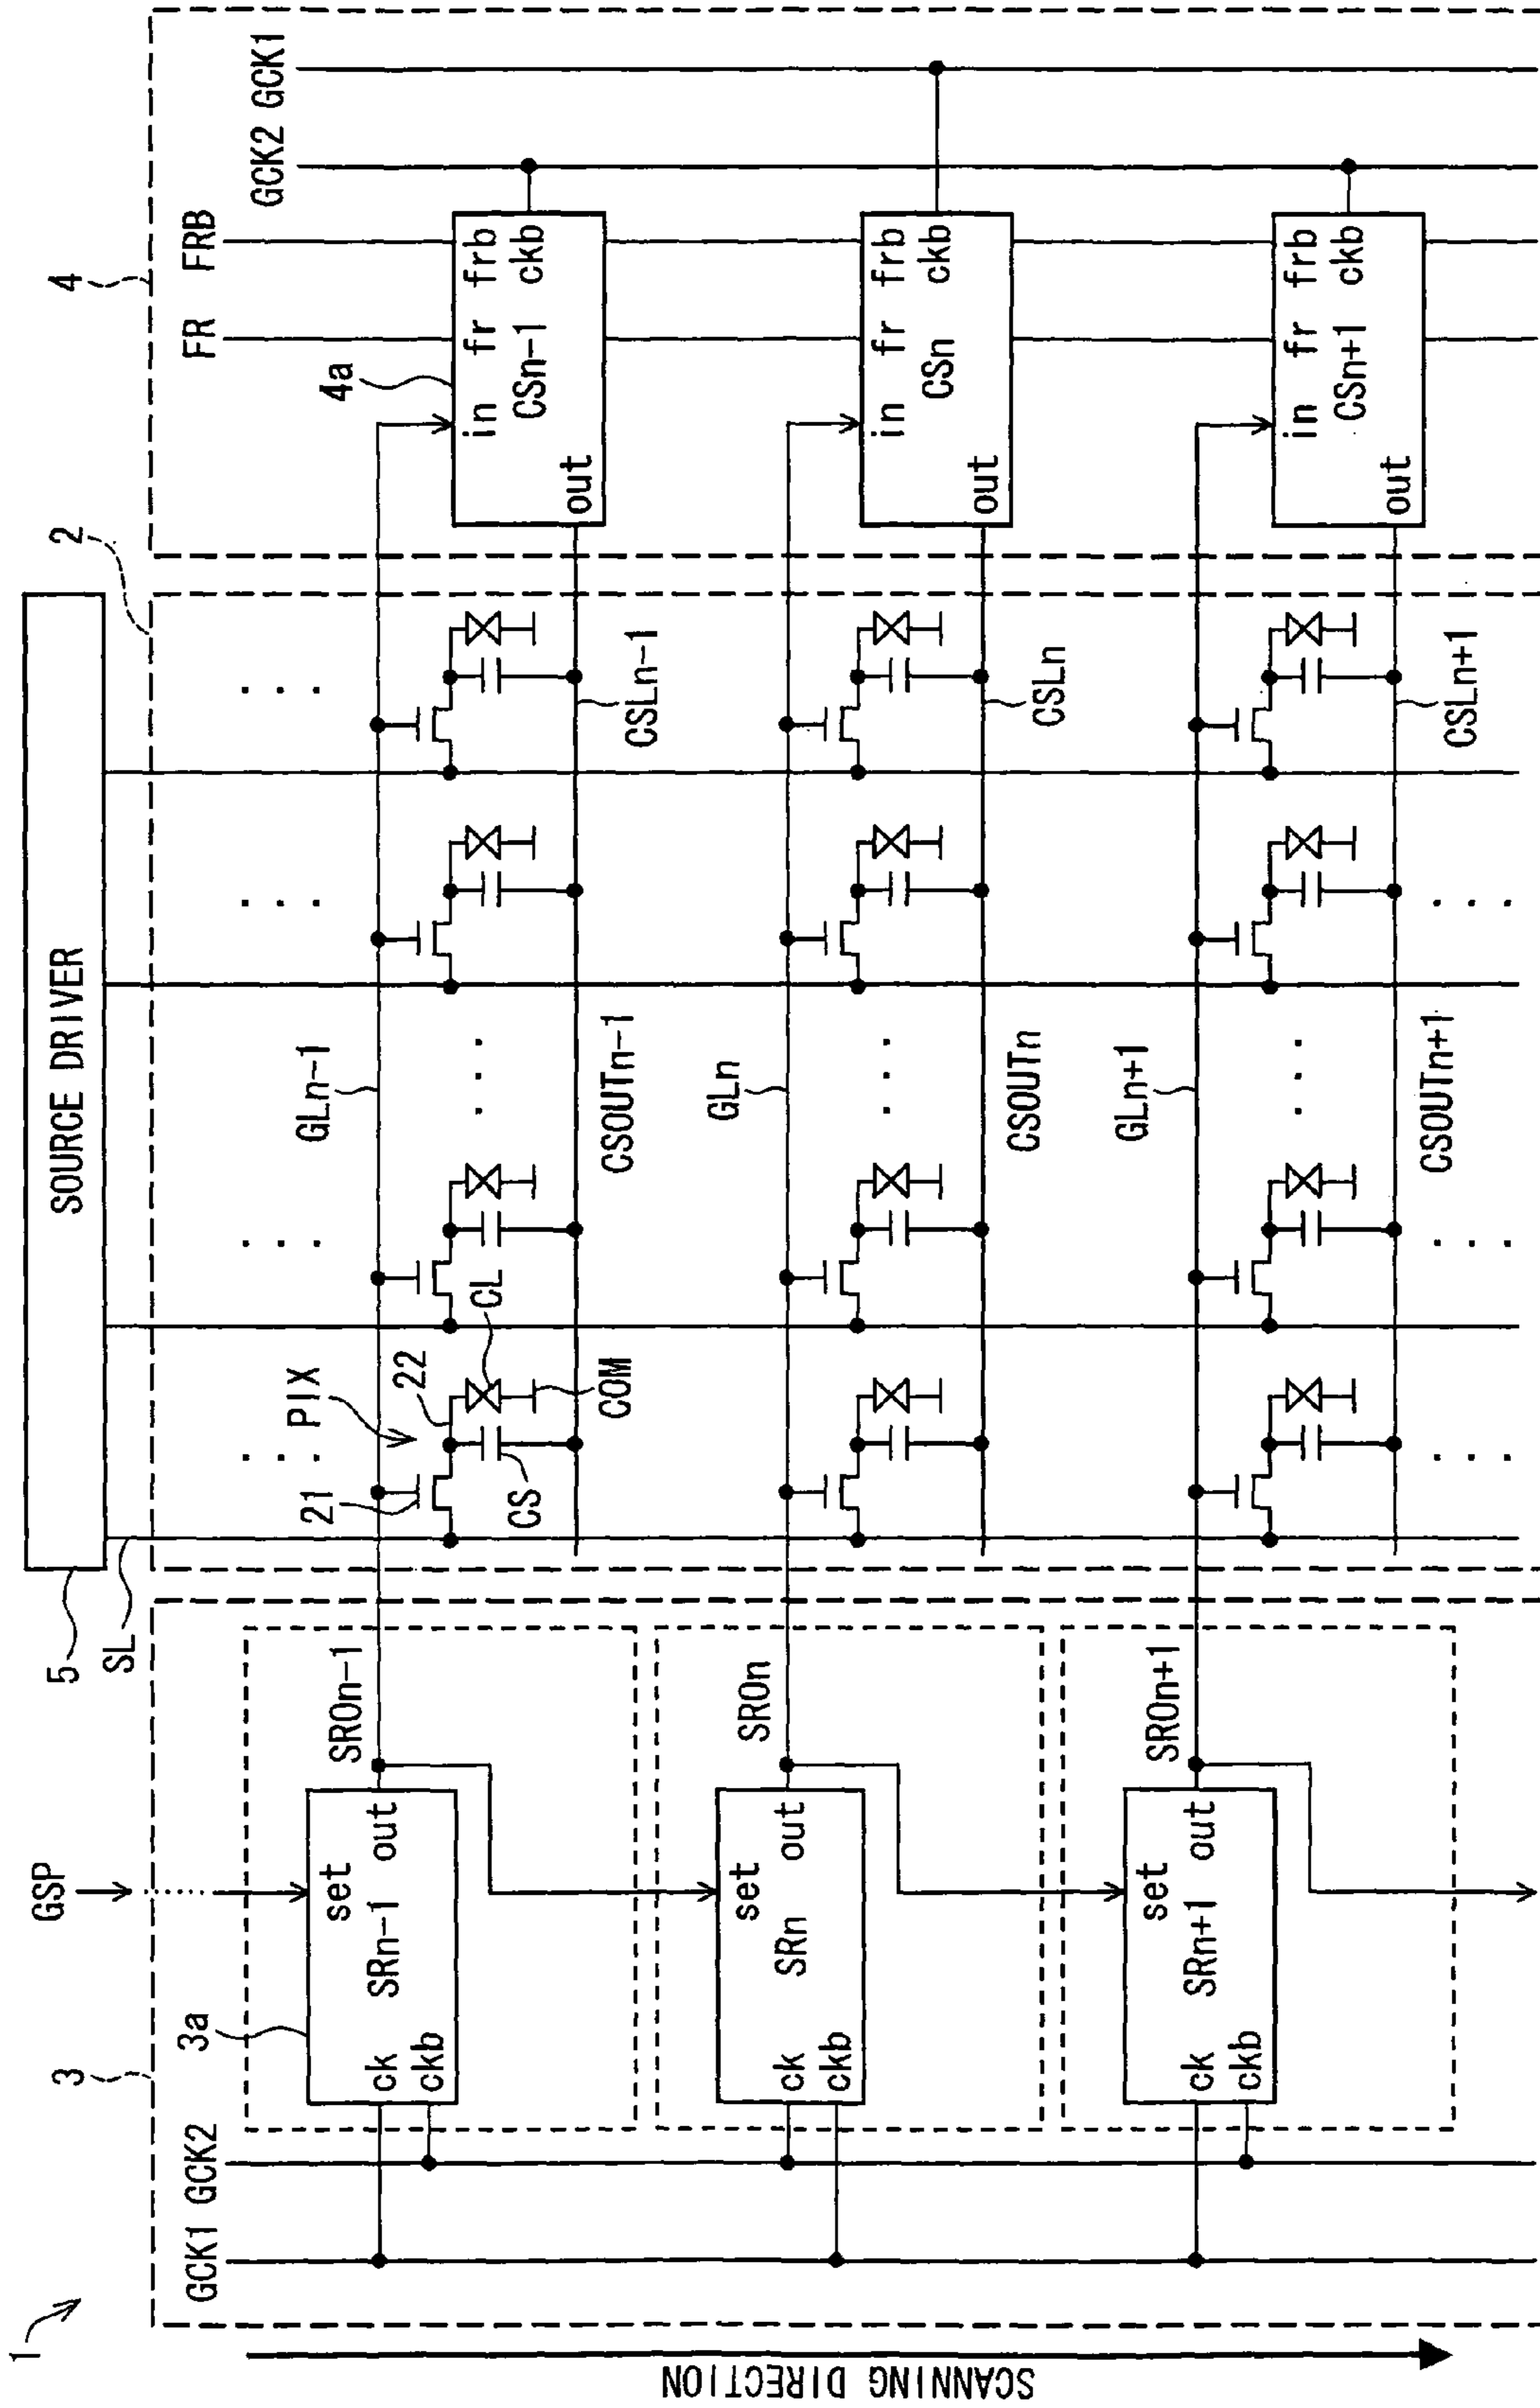 1
SCANNING DIRECTION
GCK1
GCK2
3
3a
GSP
ck
ckb
set
SRn-1
out
SROn-1
ck
ckb
set
SRn
out
SROn
ck
ckb
set
SRn+1
out
SROn+1
5
SL
SOURCE DRIVER
2
. . .
. . .
. . .
. . .
PIX
21
22
CS
CL
COM
GLn-1
. . .
CSOUTn-1
CSLn-1
GLn
. . .
CSOUTn
CSLn
GLn+1
. . .
CSOUTn+1
CSLn+1
. . .
. . .
. . .
4
4a
FR
FRB
GCK2
GCK1
in
fr
frb
CSn-1
ckb
out
in
fr
frb
CSn
ckb
out
in
fr
frb
CSn+1
ckb
out